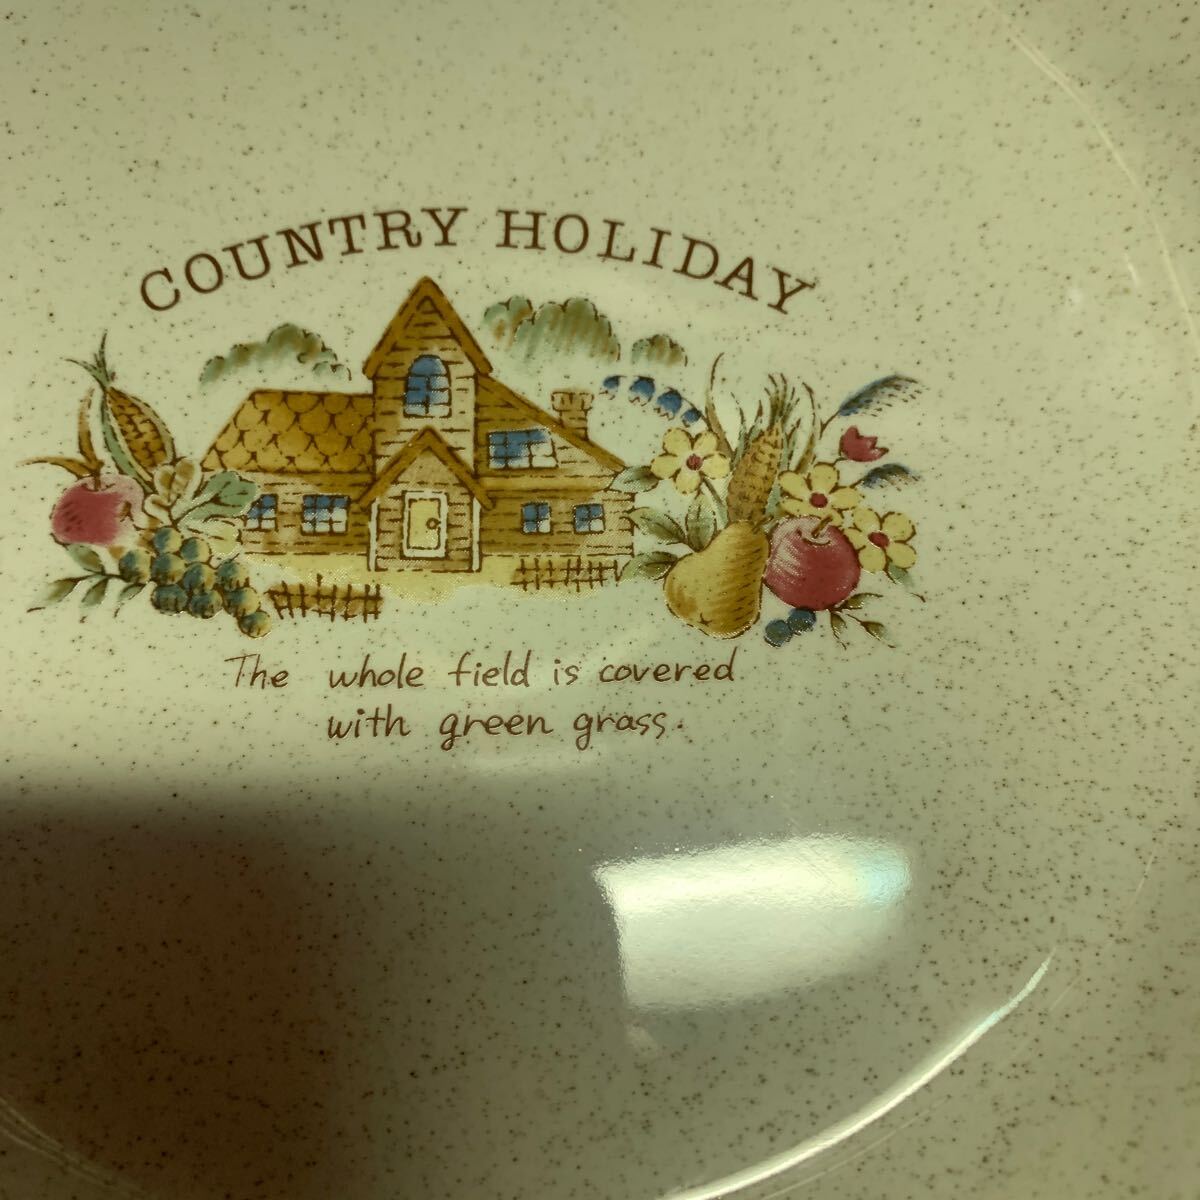 COUNTRY HOLIDAY
The whole field is covered
with green grass.